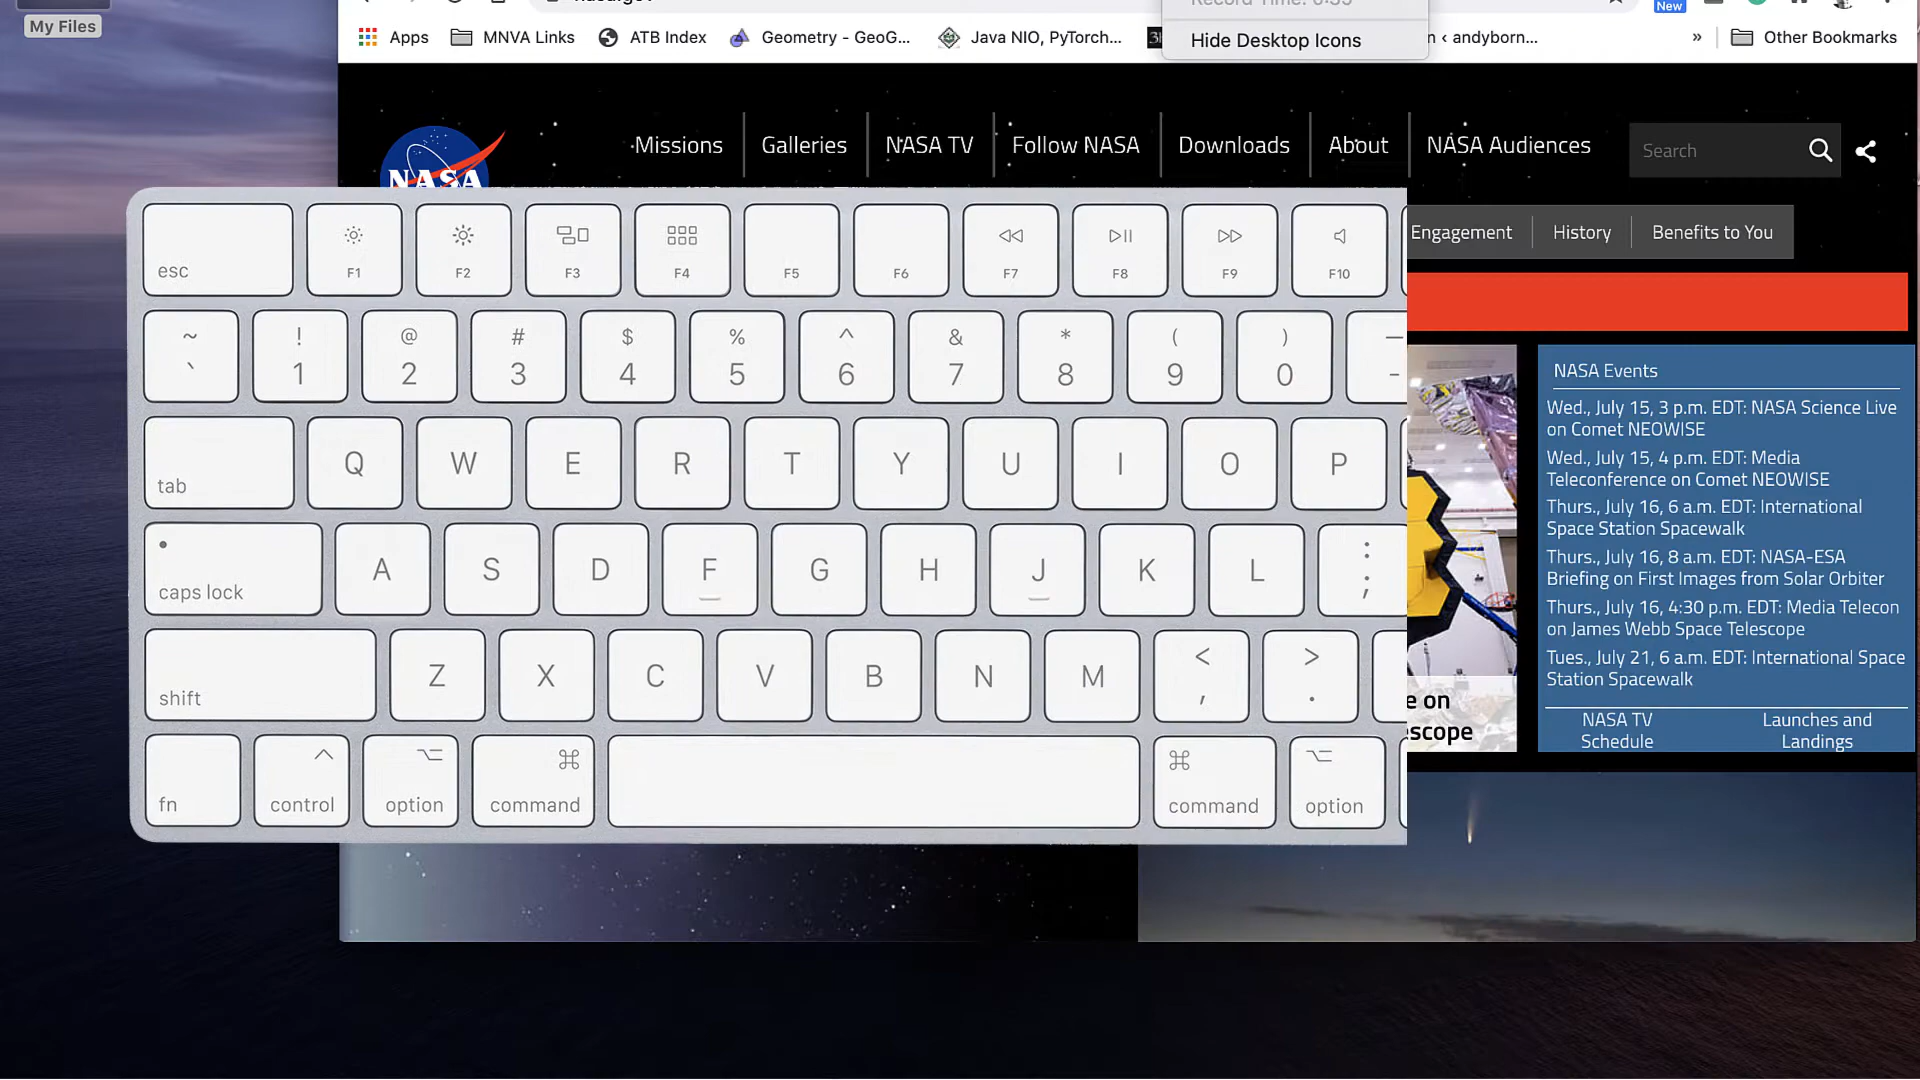 My Files
New
Apps
MNVA Links
ATB Index
Geometry - GeoG...
Java NIO, PyTorch...
Record Time: 0:35
Hide Desktop Icons
n ‹ andyborn...
»
Other Bookmarks
NASA
Missions
Galleries
NASA TV
Follow NASA
Downloads
About
NASA Audiences
Search
Engagement
History
Benefits to You
esc
F1
F2
F3
F4
F5
F6
F7
F8
F9
F10
~ ! @ # $ % ^ & * ( ) —
` 1 2 3 4 5 6 7 8 9 0 -
tab Q W E R T Y U I O P
caps lock A S D F G H J K L : ;
shift Z X C V B N M < , > .
fn
control
option
command
command
option
NASA Events
Wed., July 15, 3 p.m. EDT: NASA Science Live
on Comet NEOWISE
Wed., July 15, 4 p.m. EDT: Media
Teleconference on Comet NEOWISE
Thurs., July 16, 6 a.m. EDT: International
Space Station Spacewalk
Thurs., July 16, 8 a.m. EDT: NASA-ESA
Briefing on First Images from Solar Orbiter
Thurs., July 16, 4:30 p.m. EDT: Media Telecon
on James Webb Space Telescope
Tues., July 21, 6 a.m. EDT: International Space
Station Spacewalk
NASA TV
Schedule
Launches and
Landings
e on
escope